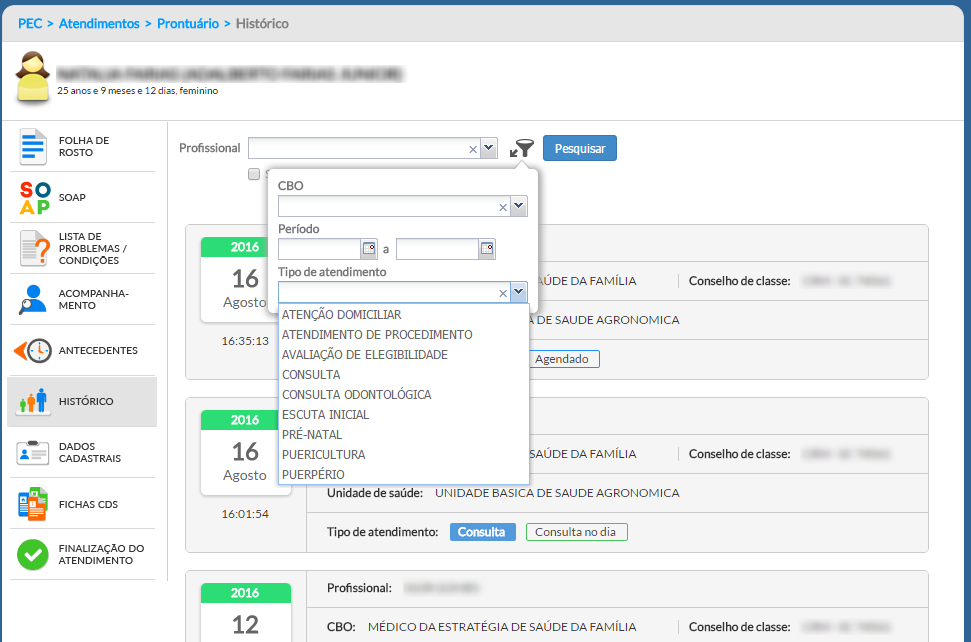 PEC > Atendimentos > Prontuário > Histórico
25 anos e 9 meses e 12 dias, feminino
FOLHA DE
ROSTO
SOAP
SOAP
LISTA DE
PROBLEMAS /
CONDIÇÕES
ACOMPANHA-
MENTO
ANTECEDENTES
HISTÓRICO
DADOS
CADASTRAIS
FICHAS CDS
FINALIZAÇÃO DO
ATENDIMENTO
Profissional
Pesquisar
CBO
Período
a
Tipo de atendimento
ATENÇÃO DOMICILIAR
ATENDIMENTO DE PROCEDIMENTO
AVALIAÇÃO DE ELEGIBILIDADE
CONSULTA
CONSULTA ODONTOLÓGICA
ESCUTA INICIAL
PRÉ-NATAL
PUERICULTURA
PUERPÉRIO
2016
16
Agosto
16:35:13
AÚDE DA FAMÍLIA Conselho de classe:
A DE SAUDE AGRONOMICA
Agendado
2016
16
Agosto
16:01:54
SAÚDE DA FAMÍLIA Conselho de classe:
Unidade de saúde: UNIDADE BASICA DE SAUDE AGRONOMICA
Tipo de atendimento: Consulta Consulta no dia
2016
12
Profissional:
CBO: MÉDICO DA ESTRATÉGIA DE SAÚDE DA FAMÍLIA Conselho de classe: